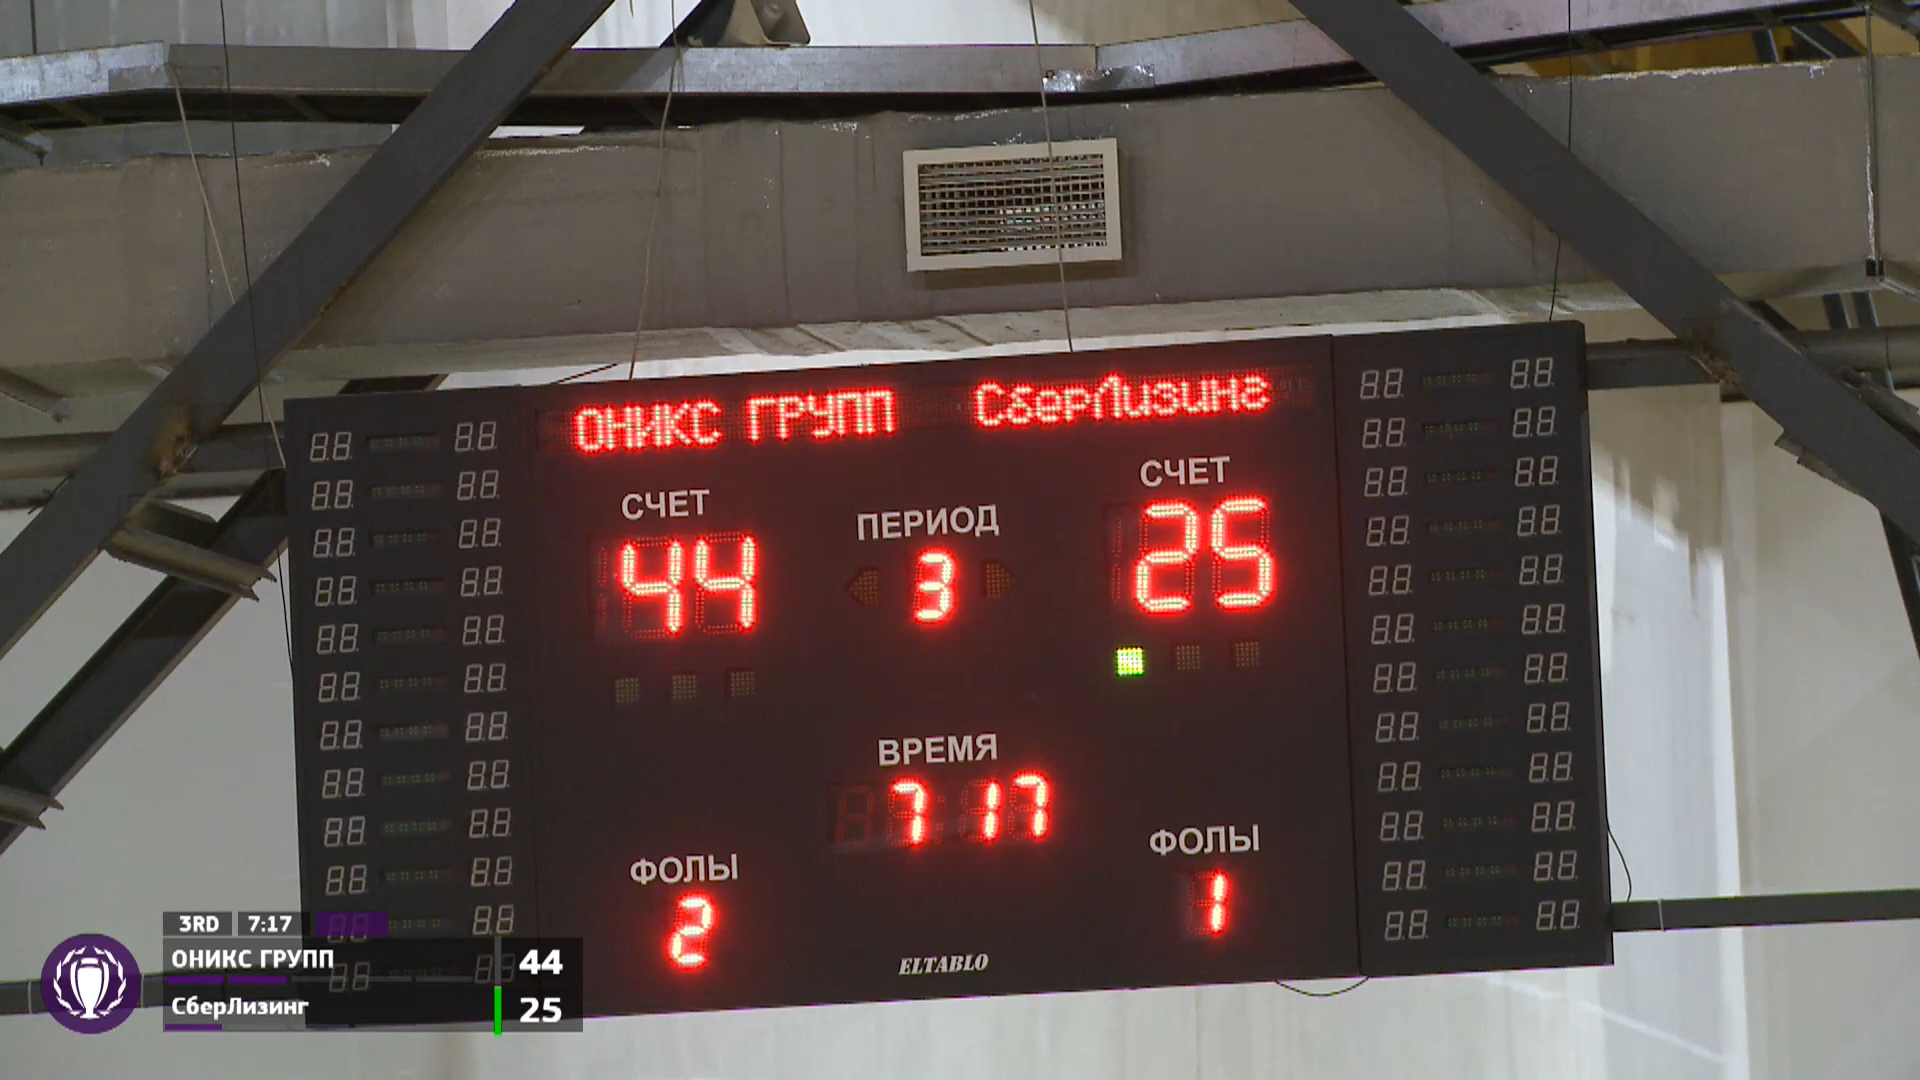 ОНИКС ГРУПП СберЛизинг
СЧЕТ ПЕРИОД СЧЕТ
44 3 25
ВРЕМЯ
7 17
ФОЛЫ ФОЛЫ
2 1
ELTABLO
3RD 7:17
ОНИКС ГРУПП 44
СберЛизинг 25